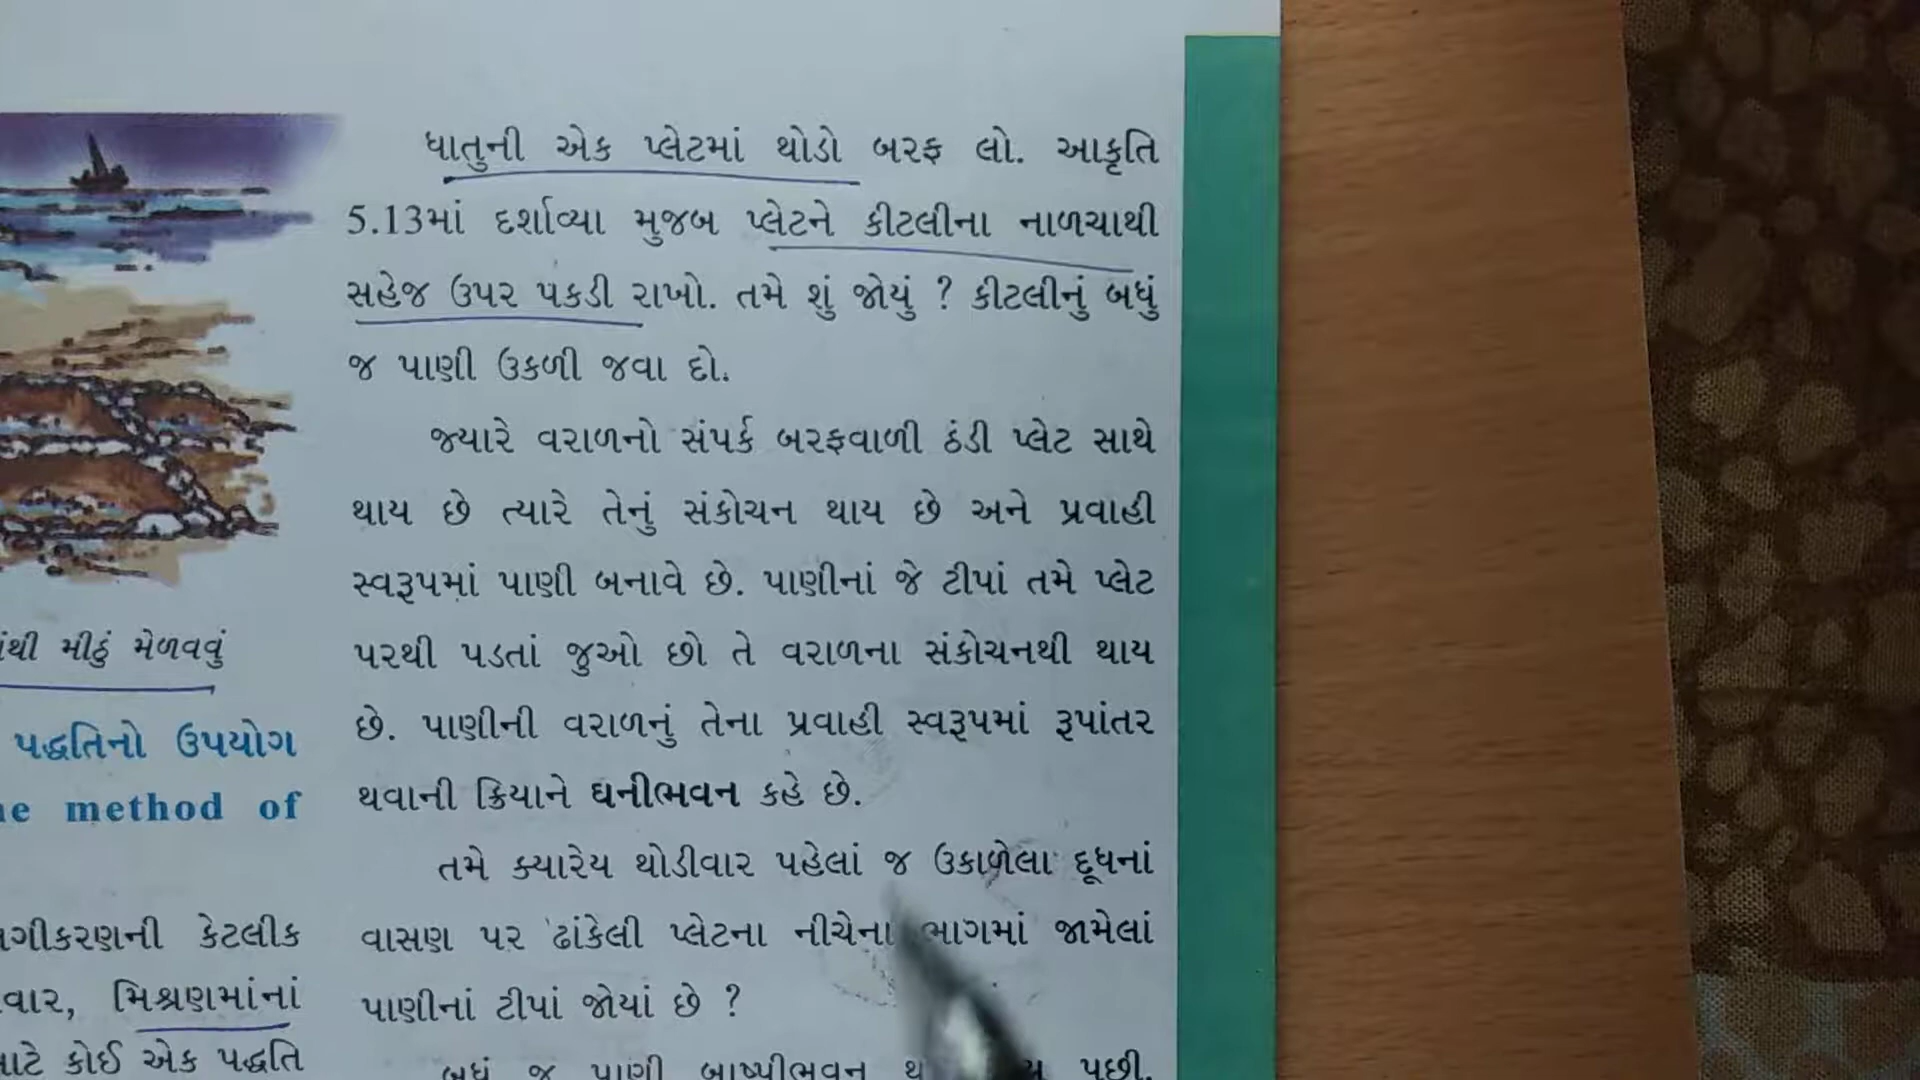 મીઠું મેળવવું
પદ્ધતિનો ઉપયોગ
method of
કેટલીક
મિશ્રણમાંનાં
કોઈ એક પદ્ધતિ
ધાતુની એક પ્લેટમાં થોડો બરફ લો. આકૃતિ
5.13માં દર્શાવ્યા મુજબ પ્લેટને કીટલીના નાળચાથી
સહેજ ઉપર પકડી રાખો. તમે શું જોયું ? કીટલીનું બધું
જ પાણી ઉકળી જવા દો.
જ્યારે વરાળનો સંપર્ક બરફવાળી ઠંડી પ્લેટ સાથે
થાય છે ત્યારે તેનું સંકોચન થાય છે અને પ્રવાહી
સ્વરૂપમાં પાણી બનાવે છે. પાણીનાં જે ટીપાં તમે પ્લેટ
પરથી પડતાં જુઓ છો તે વરાળના સંકોચનથી થાય
છે. પાણીની વરાળનું તેના પ્રવાહી સ્વરૂપમાં રૂપાંતર
થવાની ક્રિયાને ઘનીભવન કહે છે.
તમે ક્યારેય થોડીવાર પહેલાં જ ઉકાળેલા દૂધનાં
વાસણ પર ઢાંકેલી પ્લેટના નીચેના ભાગમાં જામેલાં
પાણીનાં ટીપાં જોયાં છે ?
બધું જ પાણી બાષ્પીભવન પછી.